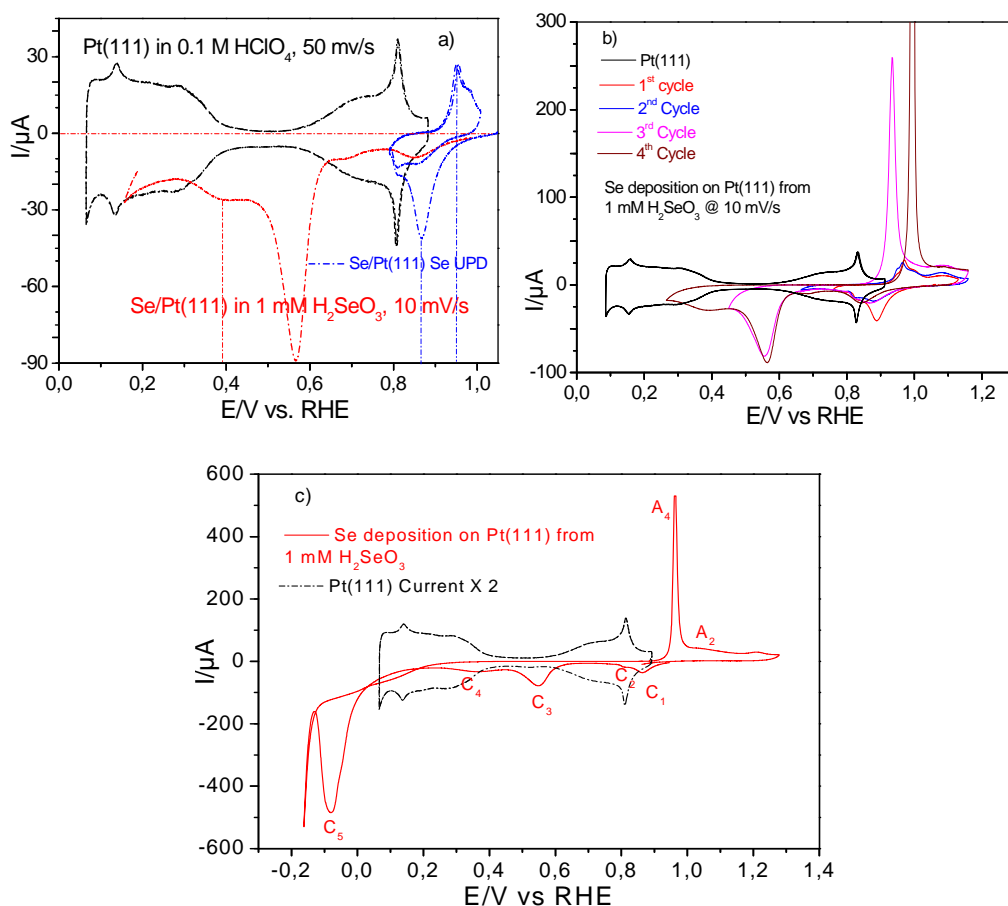 Pt(111) in 0.1 M HClO4, 50 mv/s
a)
I/µA
30
0
-30
-60
-90
Se/Pt(111) Se UPD
Se/Pt(111) in 1 mM H2SeO3, 10 mV/s
0,0 0,2 0,4 0,6 0,8 1,0
E/V vs. RHE
b)
I/µA
300
250
200
150
100
50
0
-50
-100
Pt(111)
1st cycle
2nd Cycle
3rd Cycle
4th Cycle
Se deposition on Pt(111) from
1 mM H2SeO3 @ 10 mV/s
0,0 0,2 0,4 0,6 0,8 1,0 1,2
E/V vs RHE
c)
I/µA
600
400
200
0
-200
-400
-600
Se deposition on Pt(111) from
1 mM H2SeO3
Pt(111) Current X 2
A4
A2
C4
C3
C2
C1
C5
-0,2 0,0 0,2 0,4 0,6 0,8 1,0 1,2 1,4
E/V vs RHE